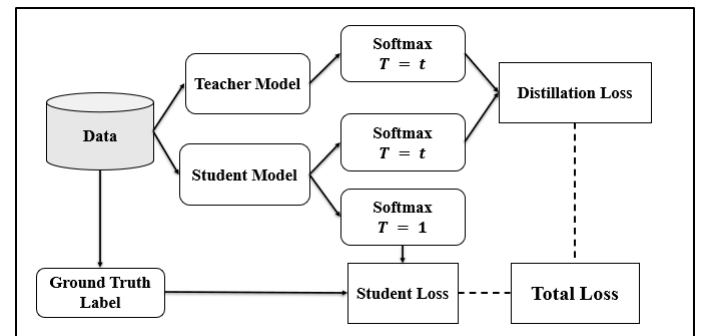 Softmax
T = t
Teacher Model
Distillation Loss
Data
Softmax
T = t
Student Model
Softmax
T = 1
Ground Truth
Label
Student Loss
Total Loss